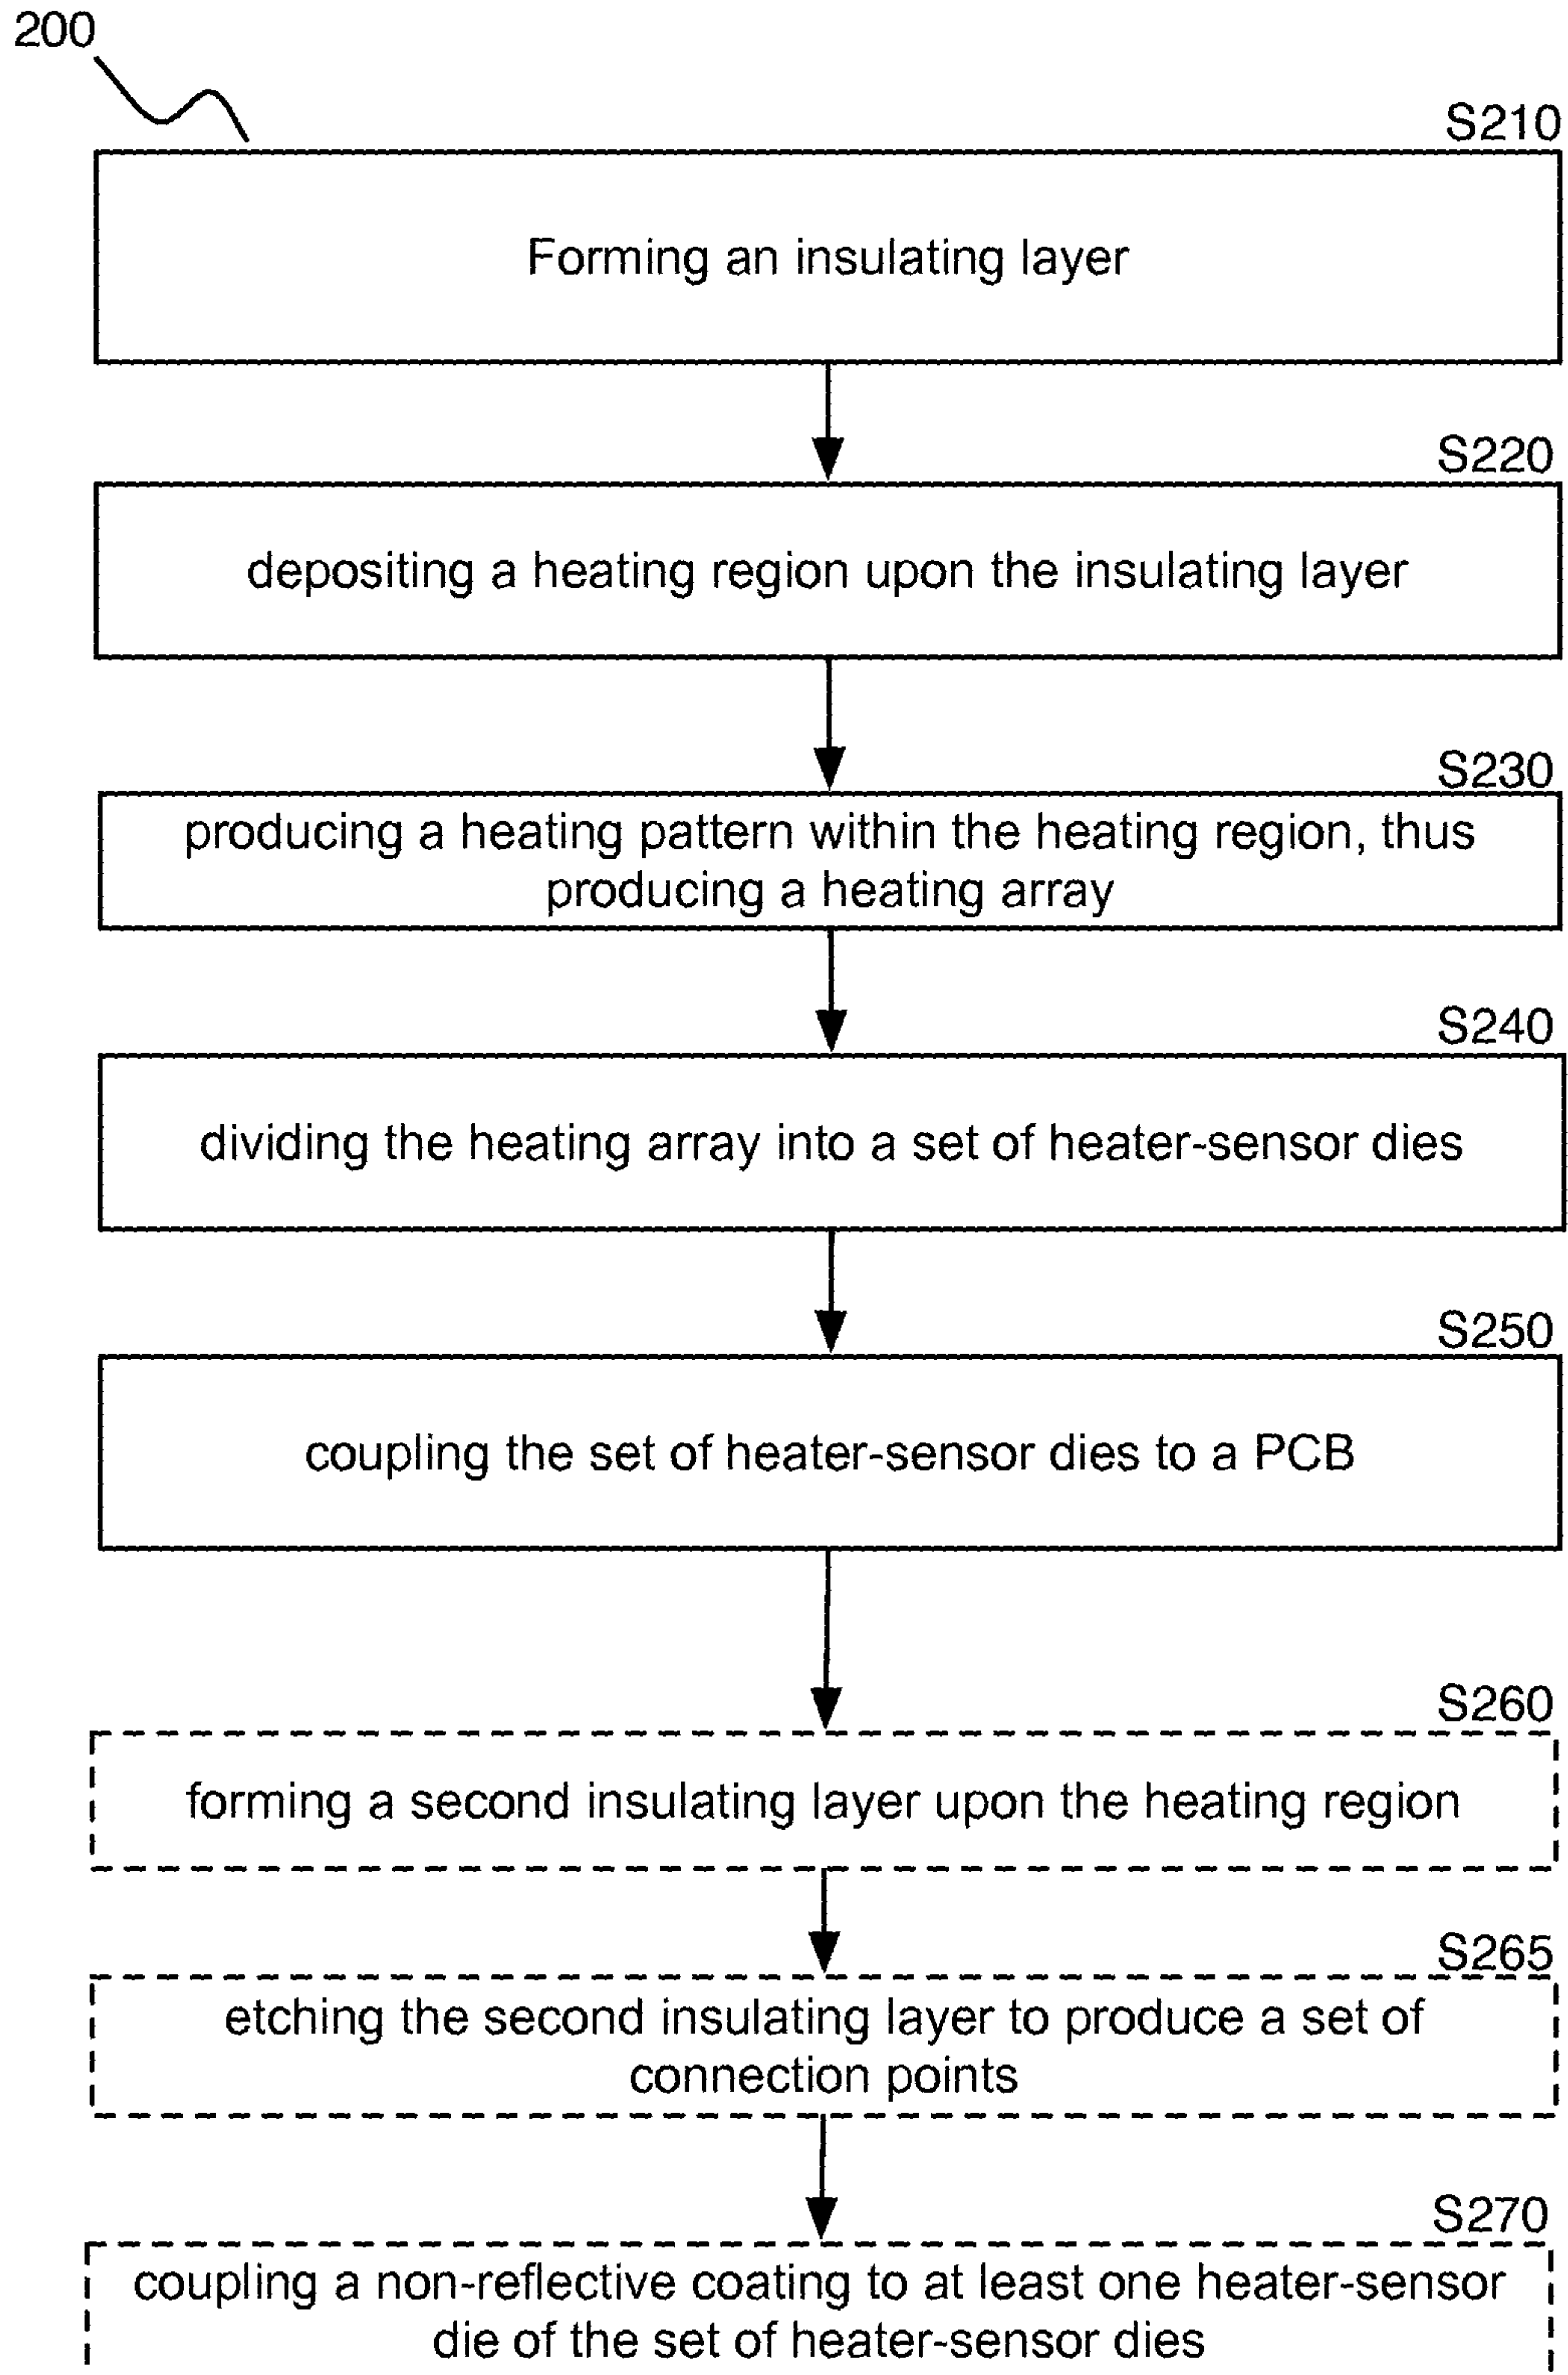 200
S210
Forming an insulating layer
S220
depositing a heating region upon the insulating layer
S230
producing a heating pattern within the heating region, thus
producing a heating array
S240
dividing the heating array into a set of heater-sensor dies
S250
coupling the set of heater-sensor dies to a PCB
S260
forming a second insulating layer upon the heating region
S265
etching the second insulating layer to produce a set of
connection points
S270
coupling a non-reflective coating to at least one heater-sensor
die of the set of heater-sensor dies